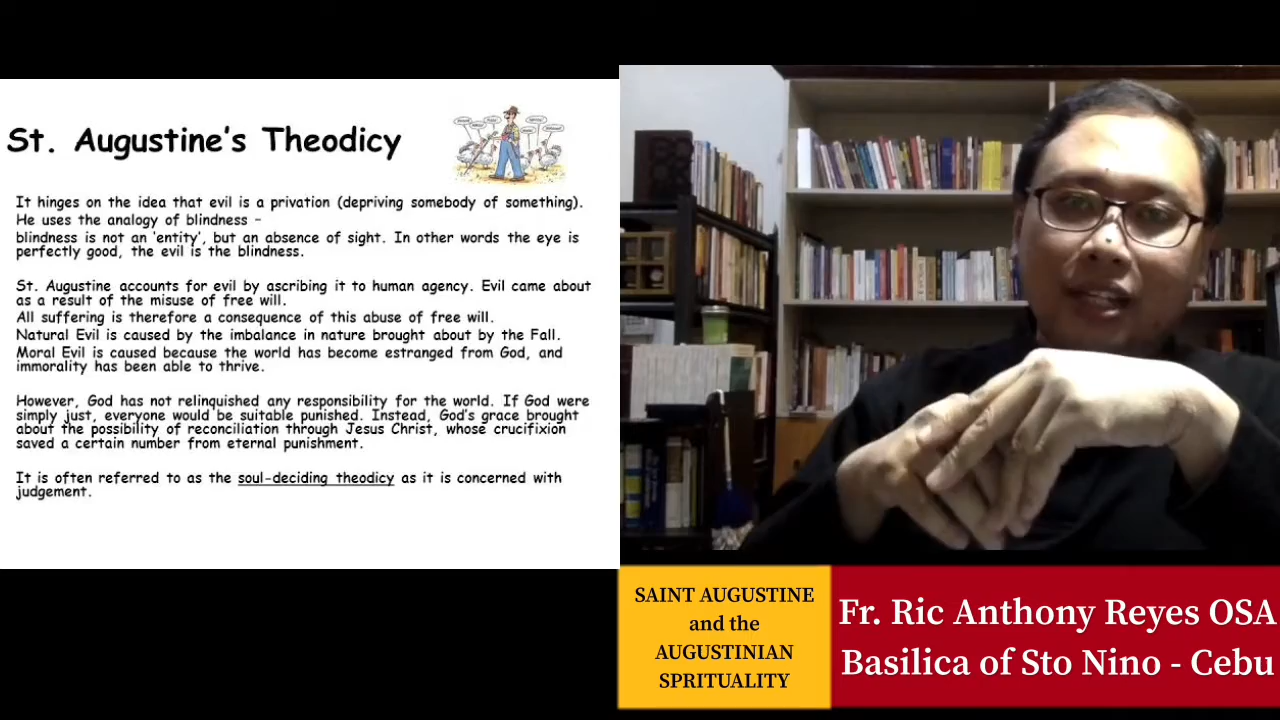 St. Augustine's Theodicy
It hinges on the idea that evil is a privation (depriving somebody of something).
He uses the analogy of blindness –
blindness is not an 'entity', but an absence of sight. In other words the eye is
perfectly good, the evil is the blindness.
St. Augustine accounts for evil by ascribing it to human agency. Evil came about
as a result of the misuse of free will.
All suffering is therefore a consequence of this abuse of free will.
Natural Evil is caused by the imbalance in nature brought about by the Fall.
Moral Evil is caused because the world has become estranged from God, and
immorality has been able to thrive.
However, God has not relinquished any responsibility for the world. If God were
simply just, everyone would be suitable punished. Instead, God's grace brought
about the possibility of reconciliation through Jesus Christ, whose crucifixion
saved a certain number from eternal punishment.
It is often referred to as the soul-deciding theodicy as it is concerned with
judgement.
SAINT AUGUSTINE
and the
AUGUSTINIAN
SPRITUALITY
Fr. Ric Anthony Reyes OSA
Basilica of Sto Nino - Cebu